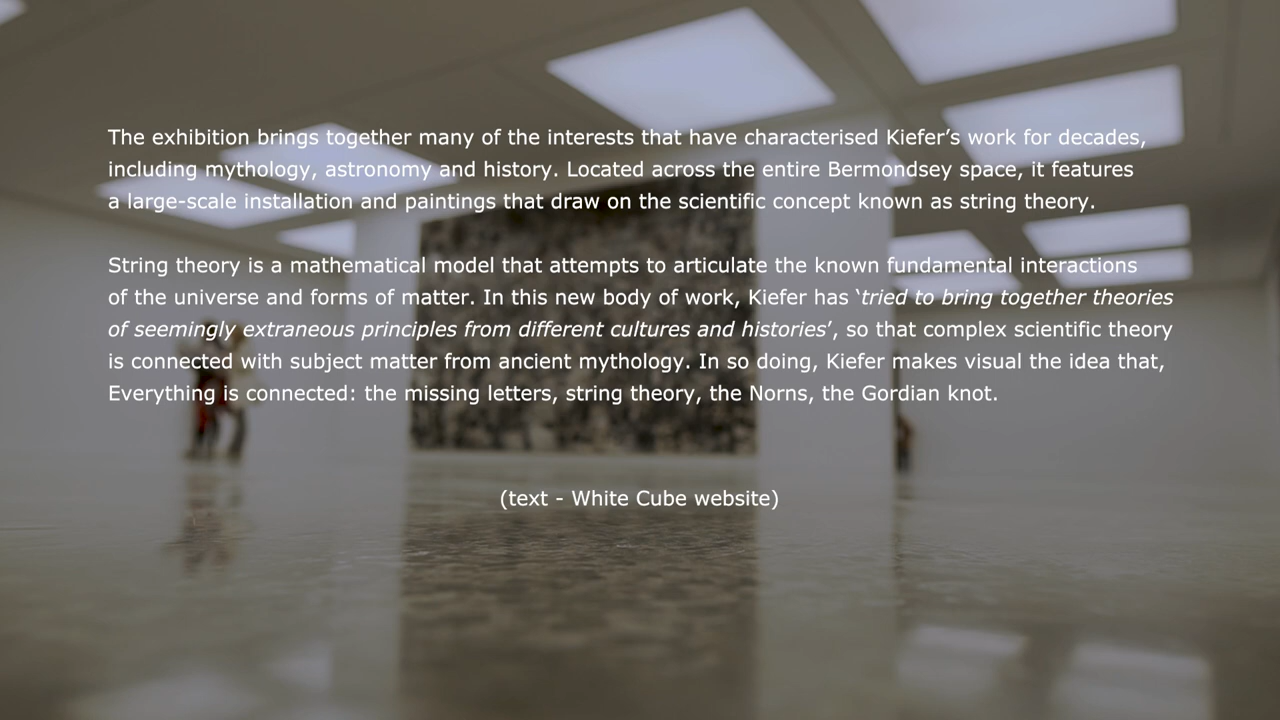 The exhibition brings together many of the interests that have characterised Kiefer’s work for decades,
including mythology, astronomy and history. Located across the entire Bermondsey space, it features
a large-scale installation and paintings that draw on the scientific concept known as string theory.
String theory is a mathematical model that attempts to articulate the known fundamental interactions
of the universe and forms of matter. In this new body of work, Kiefer has ‘tried to bring together theories
of seemingly extraneous principles from different cultures and histories’, so that complex scientific theory
is connected with subject matter from ancient mythology. In so doing, Kiefer makes visual the idea that,
Everything is connected: the missing letters, string theory, the Norns, the Gordian knot.
(text - White Cube website)